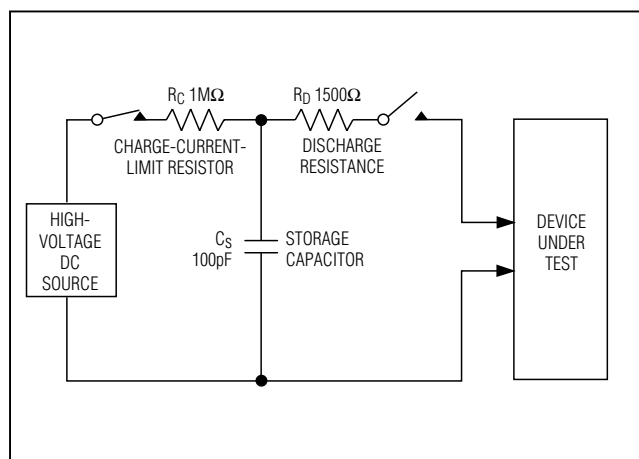 R_C 1MΩ
CHARGE-CURRENT-
LIMIT RESISTOR
R_D 1500Ω
DISCHARGE
RESISTANCE
HIGH-
VOLTAGE
DC
SOURCE
C_S
100pF
STORAGE
CAPACITOR
DEVICE
UNDER
TEST